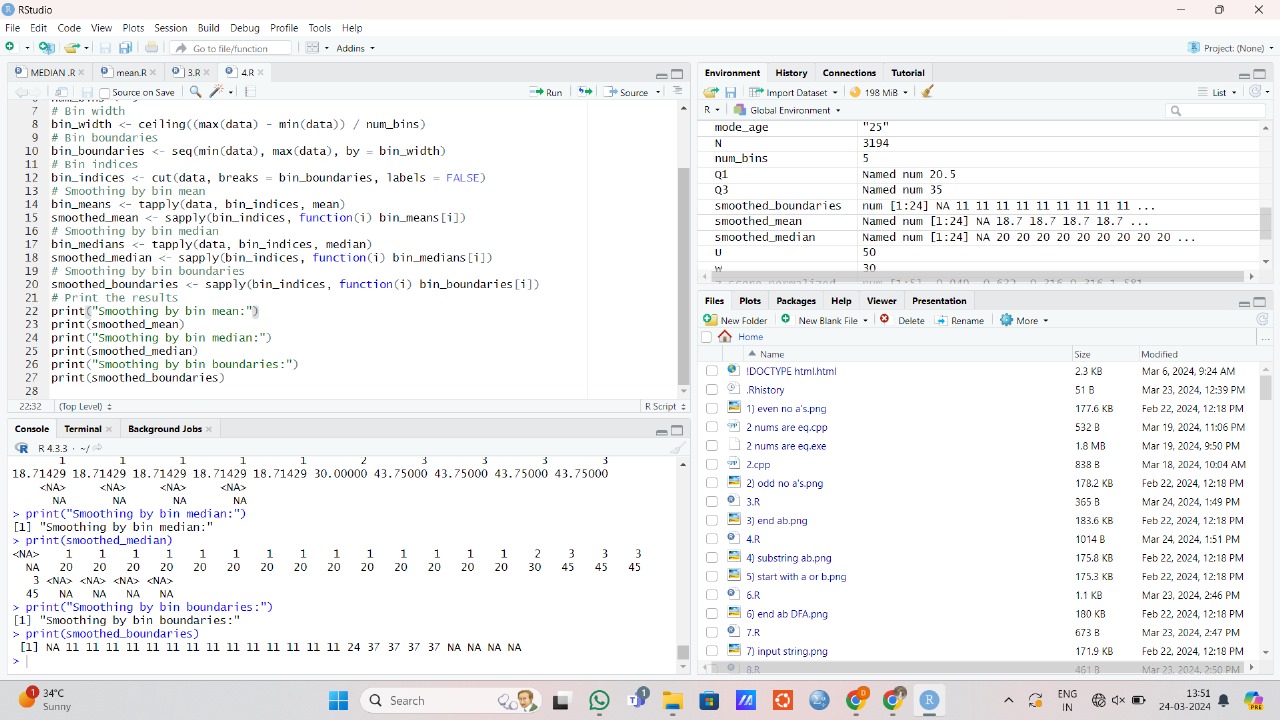 RStudio
File Edit Code View Plots Session Build Debug Profile Tools Help
Go to file/function Addins Project: (None)
MEDIAN .R mean.R 3.R 4.R
Source on Save Run Source
7 # Bin width
8 bin_width <- ceiling((max(data) - min(data)) / num_bins)
9 # Bin boundaries
10 bin_boundaries <- seq(min(data), max(data), by = bin_width)
11 # Bin indices
12 bin_indices <- cut(data, breaks = bin_boundaries, labels = FALSE)
13 # Smoothing by bin mean
14 bin_means <- tapply(data, bin_indices, mean)
15 smoothed_mean <- sapply(bin_indices, function(i) bin_means[i])
16 # Smoothing by bin median
17 bin_medians <- tapply(data, bin_indices, median)
18 smoothed_median <- sapply(bin_indices, function(i) bin_medians[i])
19 # Smoothing by bin boundaries
20 smoothed_boundaries <- sapply(bin_indices, function(i) bin_boundaries[i])
21 # Print the results
22 print("Smoothing by bin mean:")
23 print(smoothed_mean)
24 print("Smoothing by bin median:")
25 print(smoothed_median)
26 print("Smoothing by bin boundaries:")
27 print(smoothed_boundaries)
28
22:32 (Top Level) R Script
Console Terminal Background Jobs
R 4.3.3 · ~/
1 1 1 1 1 1 2 3 3 3 3
18.71429 18.71429 18.71429 18.71429 18.71429 30.00000 43.75000 43.75000 43.75000 43.75000
<NA> <NA> <NA> <NA>
NA NA NA NA
> print("Smoothing by bin median:")
[1] "Smoothing by bin median:"
> print(smoothed_median)
<NA> 1 1 1 1 1 1 1 1 1 1 1 1 1 1 2 3 3 3
NA 20 20 20 20 20 20 20 20 20 20 20 20 20 20 30 45 45 45
3 <NA> <NA> <NA> <NA>
45 NA NA NA NA
> print("Smoothing by bin boundaries:")
[1] "Smoothing by bin boundaries:"
> print(smoothed_boundaries)
[1] NA 11 11 11 11 11 11 11 11 11 11 11 11 11 11 24 37 37 37 37 NA NA NA NA
>
Environment History Connections Tutorial
Import Dataset 198 MiB List
R Global Environment
mode_age "25"
N 3194
num_bins 5
Q1 Named num 20.5
Q3 Named num 35
smoothed_boundaries num [1:24] NA 11 11 11 11 11 11 11 11 11 ...
smoothed_mean Named num [1:24] NA 18.7 18.7 18.7 18.7 ...
smoothed_median Named num [1:24] NA 20 20 20 20 20 20 20 20 20 ...
U 50
w 30
Files Plots Packages Help Viewer Presentation
New Folder New Blank File Delete Rename More
Home
Name Size Modified
!DOCTYPE html.html 2.3 KB Mar 6, 2024, 9:24 AM
.Rhistory 51 B Mar 23, 2024, 12:39 PM
1) even no a's.png 177.6 KB Feb 22, 2024, 12:18 PM
2 nums are eq.cpp 532 B Mar 19, 2024, 11:06 PM
2 nums are eq.exe 1.8 MB Mar 19, 2024, 9:50 PM
2.cpp 838 B Mar 18, 2024, 10:04 AM
2) odd no a's.png 178.2 KB Feb 22, 2024, 12:18 PM
3.R 365 B Mar 24, 2024, 1:49 PM
3) end ab.png 183.6 KB Feb 22, 2024, 12:18 PM
4.R 1014 B Mar 24, 2024, 1:51 PM
4) substring ab.png 175.8 KB Feb 22, 2024, 12:18 PM
5) start with a or b.png 175.3 KB Feb 22, 2024, 12:18 PM
6.R 1.1 KB Mar 23, 2024, 2:46 PM
6) end ab DFA.png 180 KB Feb 22, 2024, 12:18 PM
7.R 673 B Mar 23, 2024, 2:47 PM
7) input string.png 171.9 KB Feb 22, 2024, 12:18 PM
8.R 461 B Mar 23, 2024, 2:50 PM
34°C
Sunny
Search
ENG
IN
13:51
24-03-2024